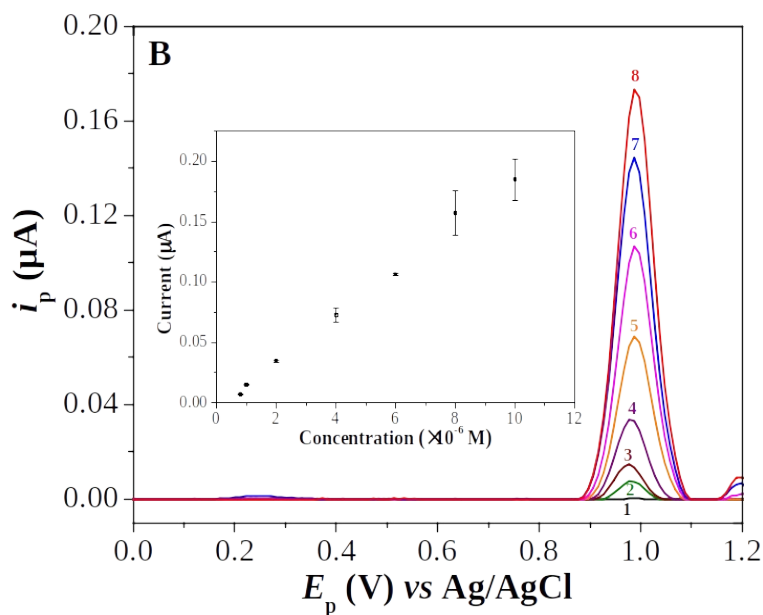 B
0.20
0.16
0.12
0.08
0.04
0.00
i_p (µA)
8
7
6
5
4
3
2
1
0.20
0.15
0.10
0.05
0.00
Current (µA)
0 2 4 6 8 10 12
Concentration (×10⁻⁶ M)
0.0 0.2 0.4 0.6 0.8 1.0 1.2
E_p (V) vs Ag/AgCl